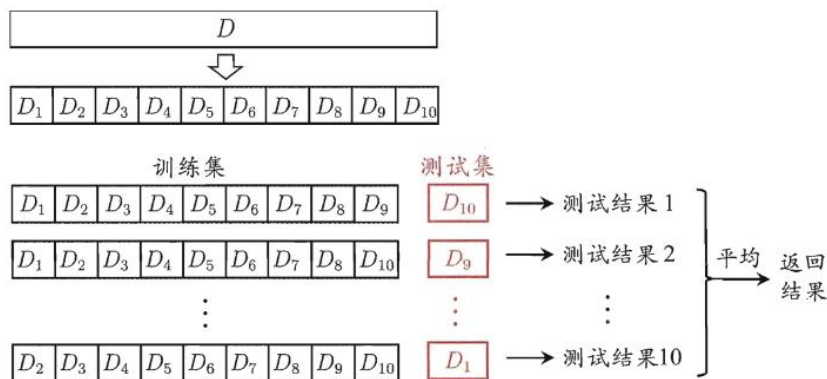 D
D₁ D₂ D₃ D₄ D₅ D₆ D₇ D₈ D₉ D₁₀
训练集 测试集
D₁ D₂ D₃ D₄ D₅ D₆ D₇ D₈ D₉ D₁₀ 测试结果1
D₁ D₂ D₃ D₄ D₅ D₆ D₇ D₈ D₁₀ D₉ 测试结果2
平均 返回
结果
D₂ D₃ D₄ D₅ D₆ D₇ D₈ D₉ D₁₀ D₁ 测试结果10